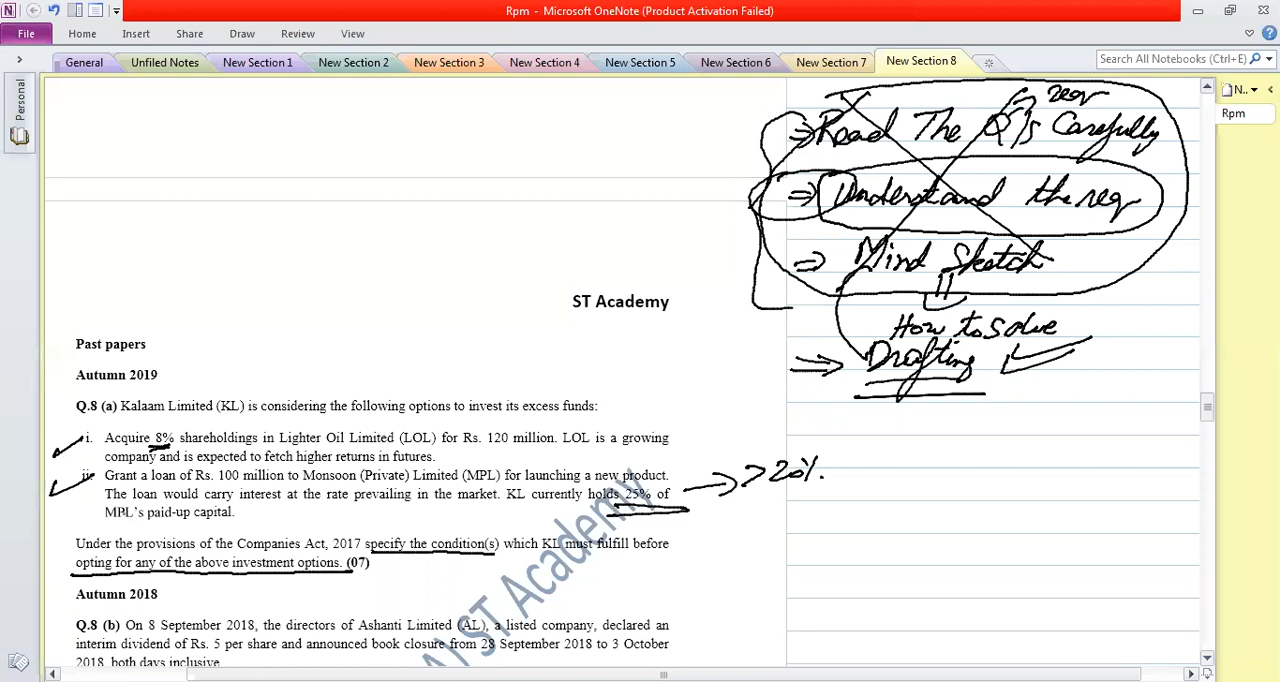 Rpm - Microsoft OneNote (Product Activation Failed)
File Home Insert Share Draw Review View
General Unfiled Notes New Section 1 New Section 2 New Section 3 New Section 4 New Section 5 New Section 6 New Section 7 New Section 8
Search All Notebooks (Ctrl+E)
Personal
N..
Rpm
req
⇒ Read The Q's Carefully
⇒ Understand the req
⇒ Mind Sketch
How to solve
⇒ Drafting
ST Academy
Past papers
Autumn 2019
Q.8 (a) Kalaam Limited (KL) is considering the following options to invest its excess funds:
i. Acquire 8% shareholdings in Lighter Oil Limited (LOL) for Rs. 120 million. LOL is a growing
company and is expected to fetch higher returns in futures.
ii. Grant a loan of Rs. 100 million to Monsoon (Private) Limited (MPL) for launching a new product.
The loan would carry interest at the rate prevailing in the market. KL currently holds 25% of
MPL's paid-up capital.
> 20%.
Under the provisions of the Companies Act, 2017 specify the condition(s) which KL must fulfill before
opting for any of the above investment options. (07)
Autumn 2018
Q.8 (b) On 8 September 2018, the directors of Ashanti Limited (AL), a listed company, declared an
interim dividend of Rs. 5 per share and announced book closure from 28 September 2018 to 3 October
2018, both days inclusive.
ST Academy